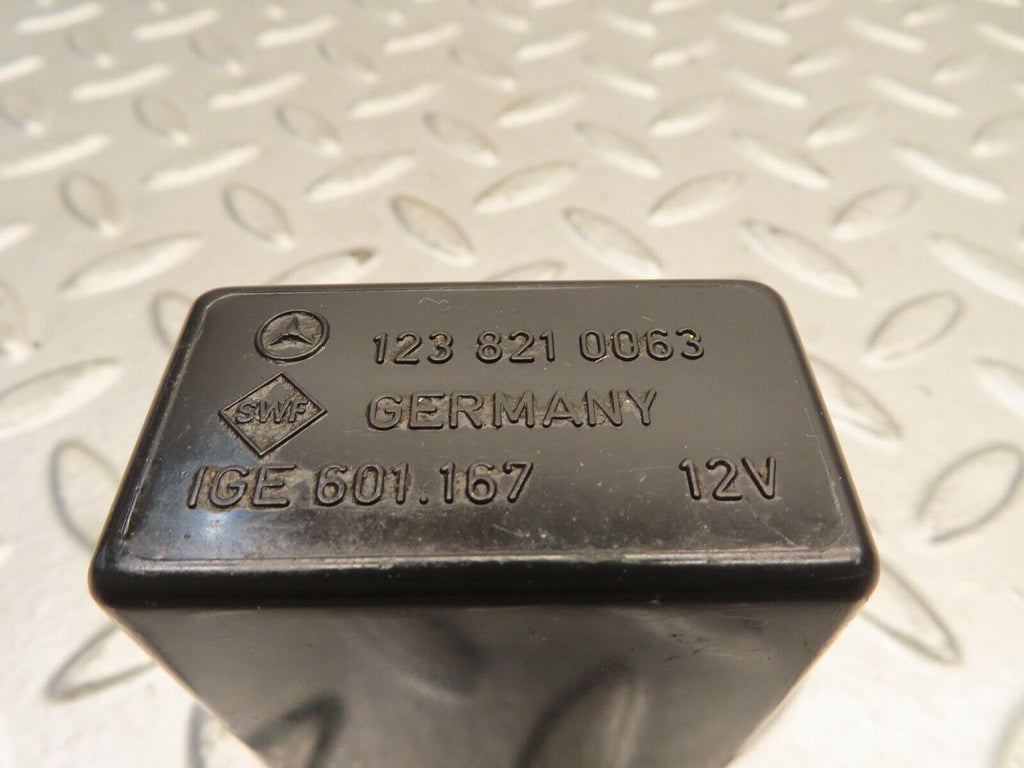 123 821 0063
SWF GERMANY
IGE 601.167 12V